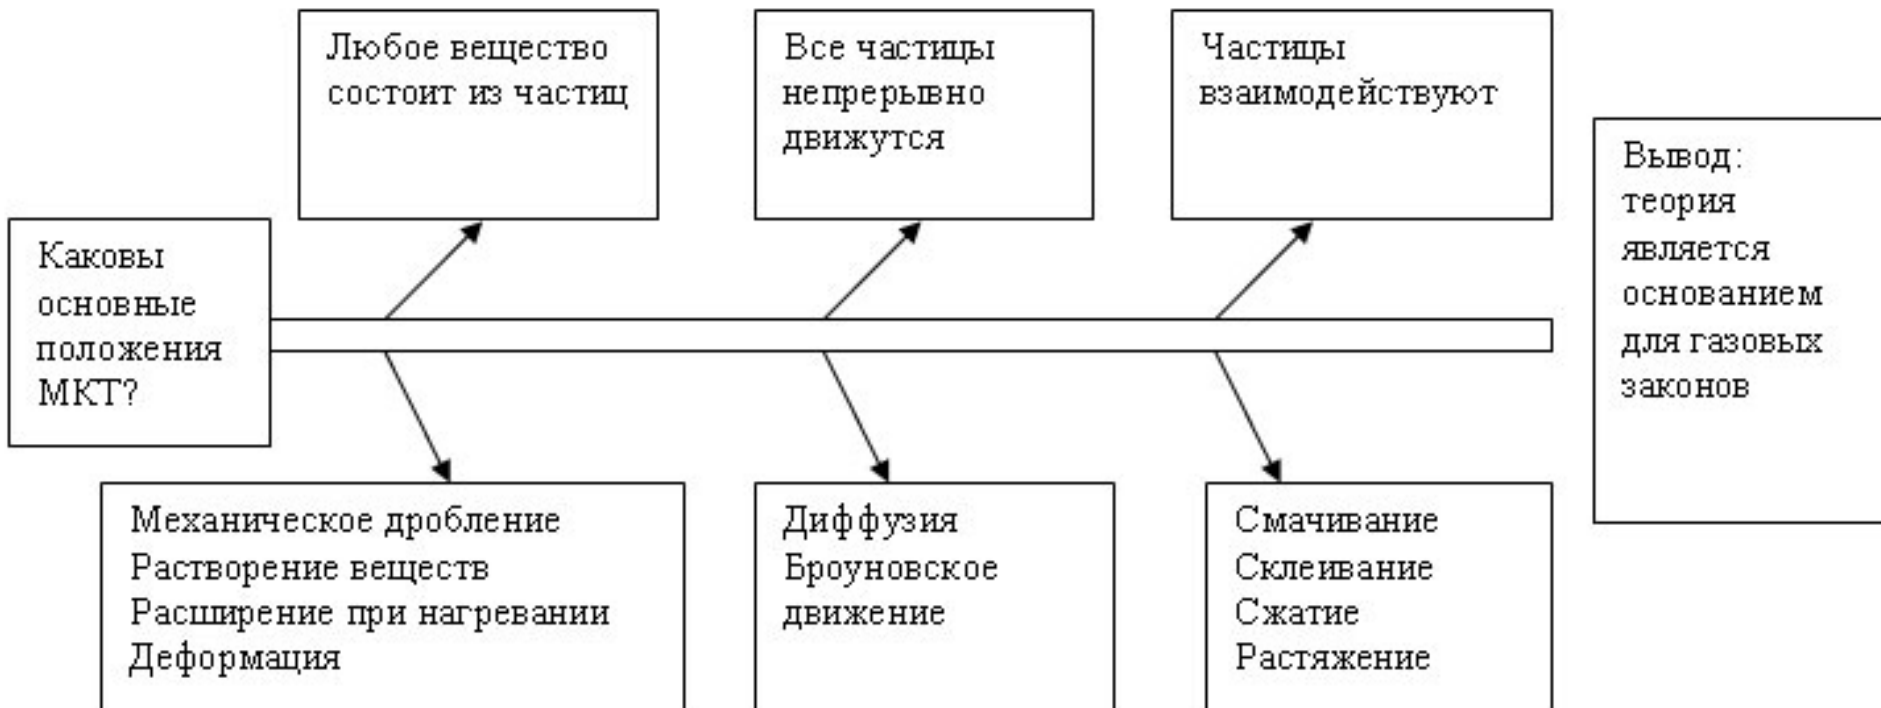 Любое вещество
состоит из частиц
Все частицы
непрерывно
движутся
Частицы
взаимодействуют
Каковы
основные
положения
МКТ?
Вывод:
теория
является
основанием
для газовых
законов
Механическое дробление
Растворение веществ
Расширение при нагревании
Деформация
Диффузия
Броуновское
движение
Смачивание
Склеивание
Сжатие
Растяжение